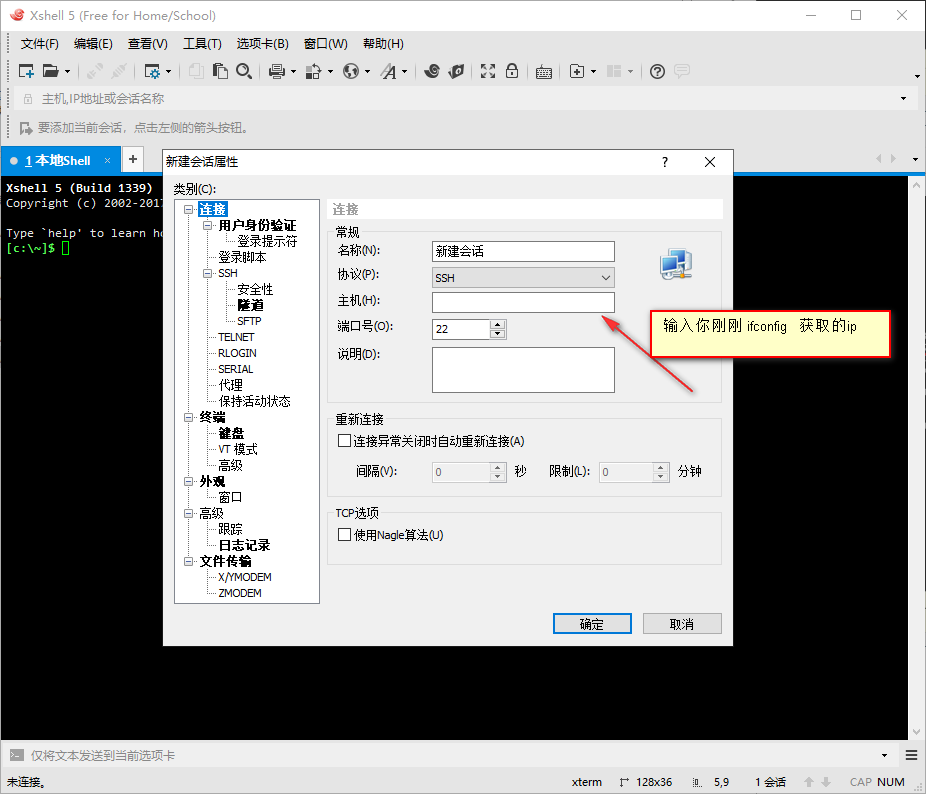 Xshell 5 (Free for Home/School)
文件(F) 编辑(E) 查看(V) 工具(T) 选项卡(B) 窗口(W) 帮助(H)
主机,IP地址或会话名称
要添加当前会话，点击左侧的箭头按钮。
1 本地Shell × +
Xshell 5 (Build 1339)
Copyright (c) 2002-201
Type `help' to learn h
[c:\~]$
新建会话属性 ?
类别(C):
连接
用户身份验证
登录提示符
登录脚本
SSH
安全性
隧道
SFTP
TELNET
RLOGIN
SERIAL
代理
保持活动状态
终端
键盘
VT 模式
高级
外观
窗口
高级
跟踪
日志记录
文件传输
X/YMODEM
ZMODEM
连接
常规
名称(N): 新建会话
协议(P): SSH
主机(H):
端口号(O): 22
说明(D):
输入你刚刚 ifconfig 获取的ip
重新连接
连接异常关闭时自动重新连接(A)
间隔(V): 0 秒 限制(L): 0 分钟
TCP选项
使用Nagle算法(U)
确定 取消
仅将文本发送到当前选项卡
未连接。 xterm 128x36 5,9 1 会话 CAP NUM